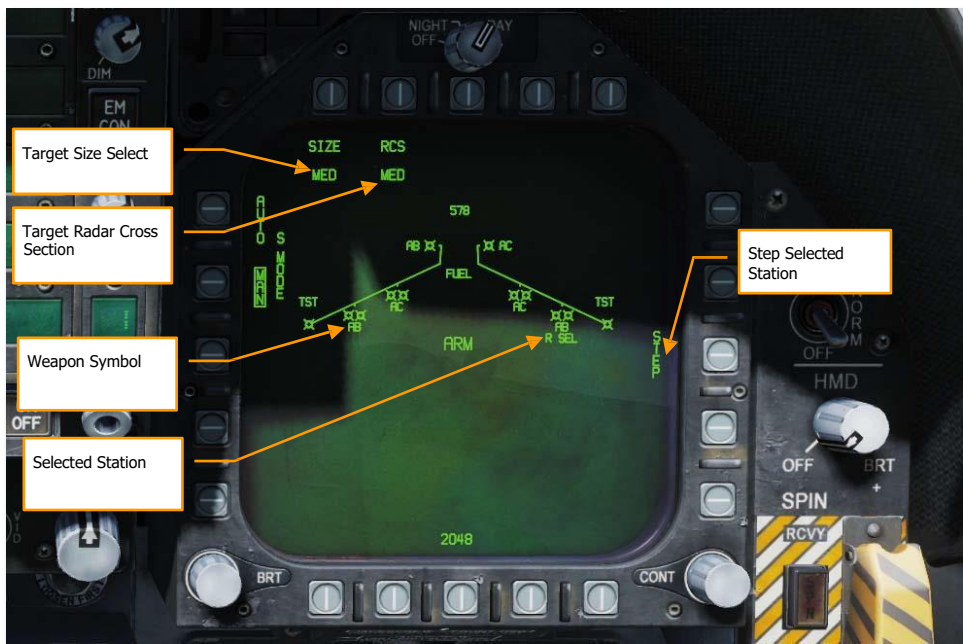 NIGHT DAY
OFF
DIM
EM
CON
Target Size Select
SIZE RCS
MED MED
Target Radar Cross
Section
AUTO
MAN
S MODE
578
AB AC
FUEL
Step Selected
Station
TST TST
AC AC
AB AB
R SEL
ARM
STEP
Weapon Symbol
NORM
OFF
HMD
Selected Station
OFF
OFF BRT
+
SPIN
RCVY
2048
BRT
CONT